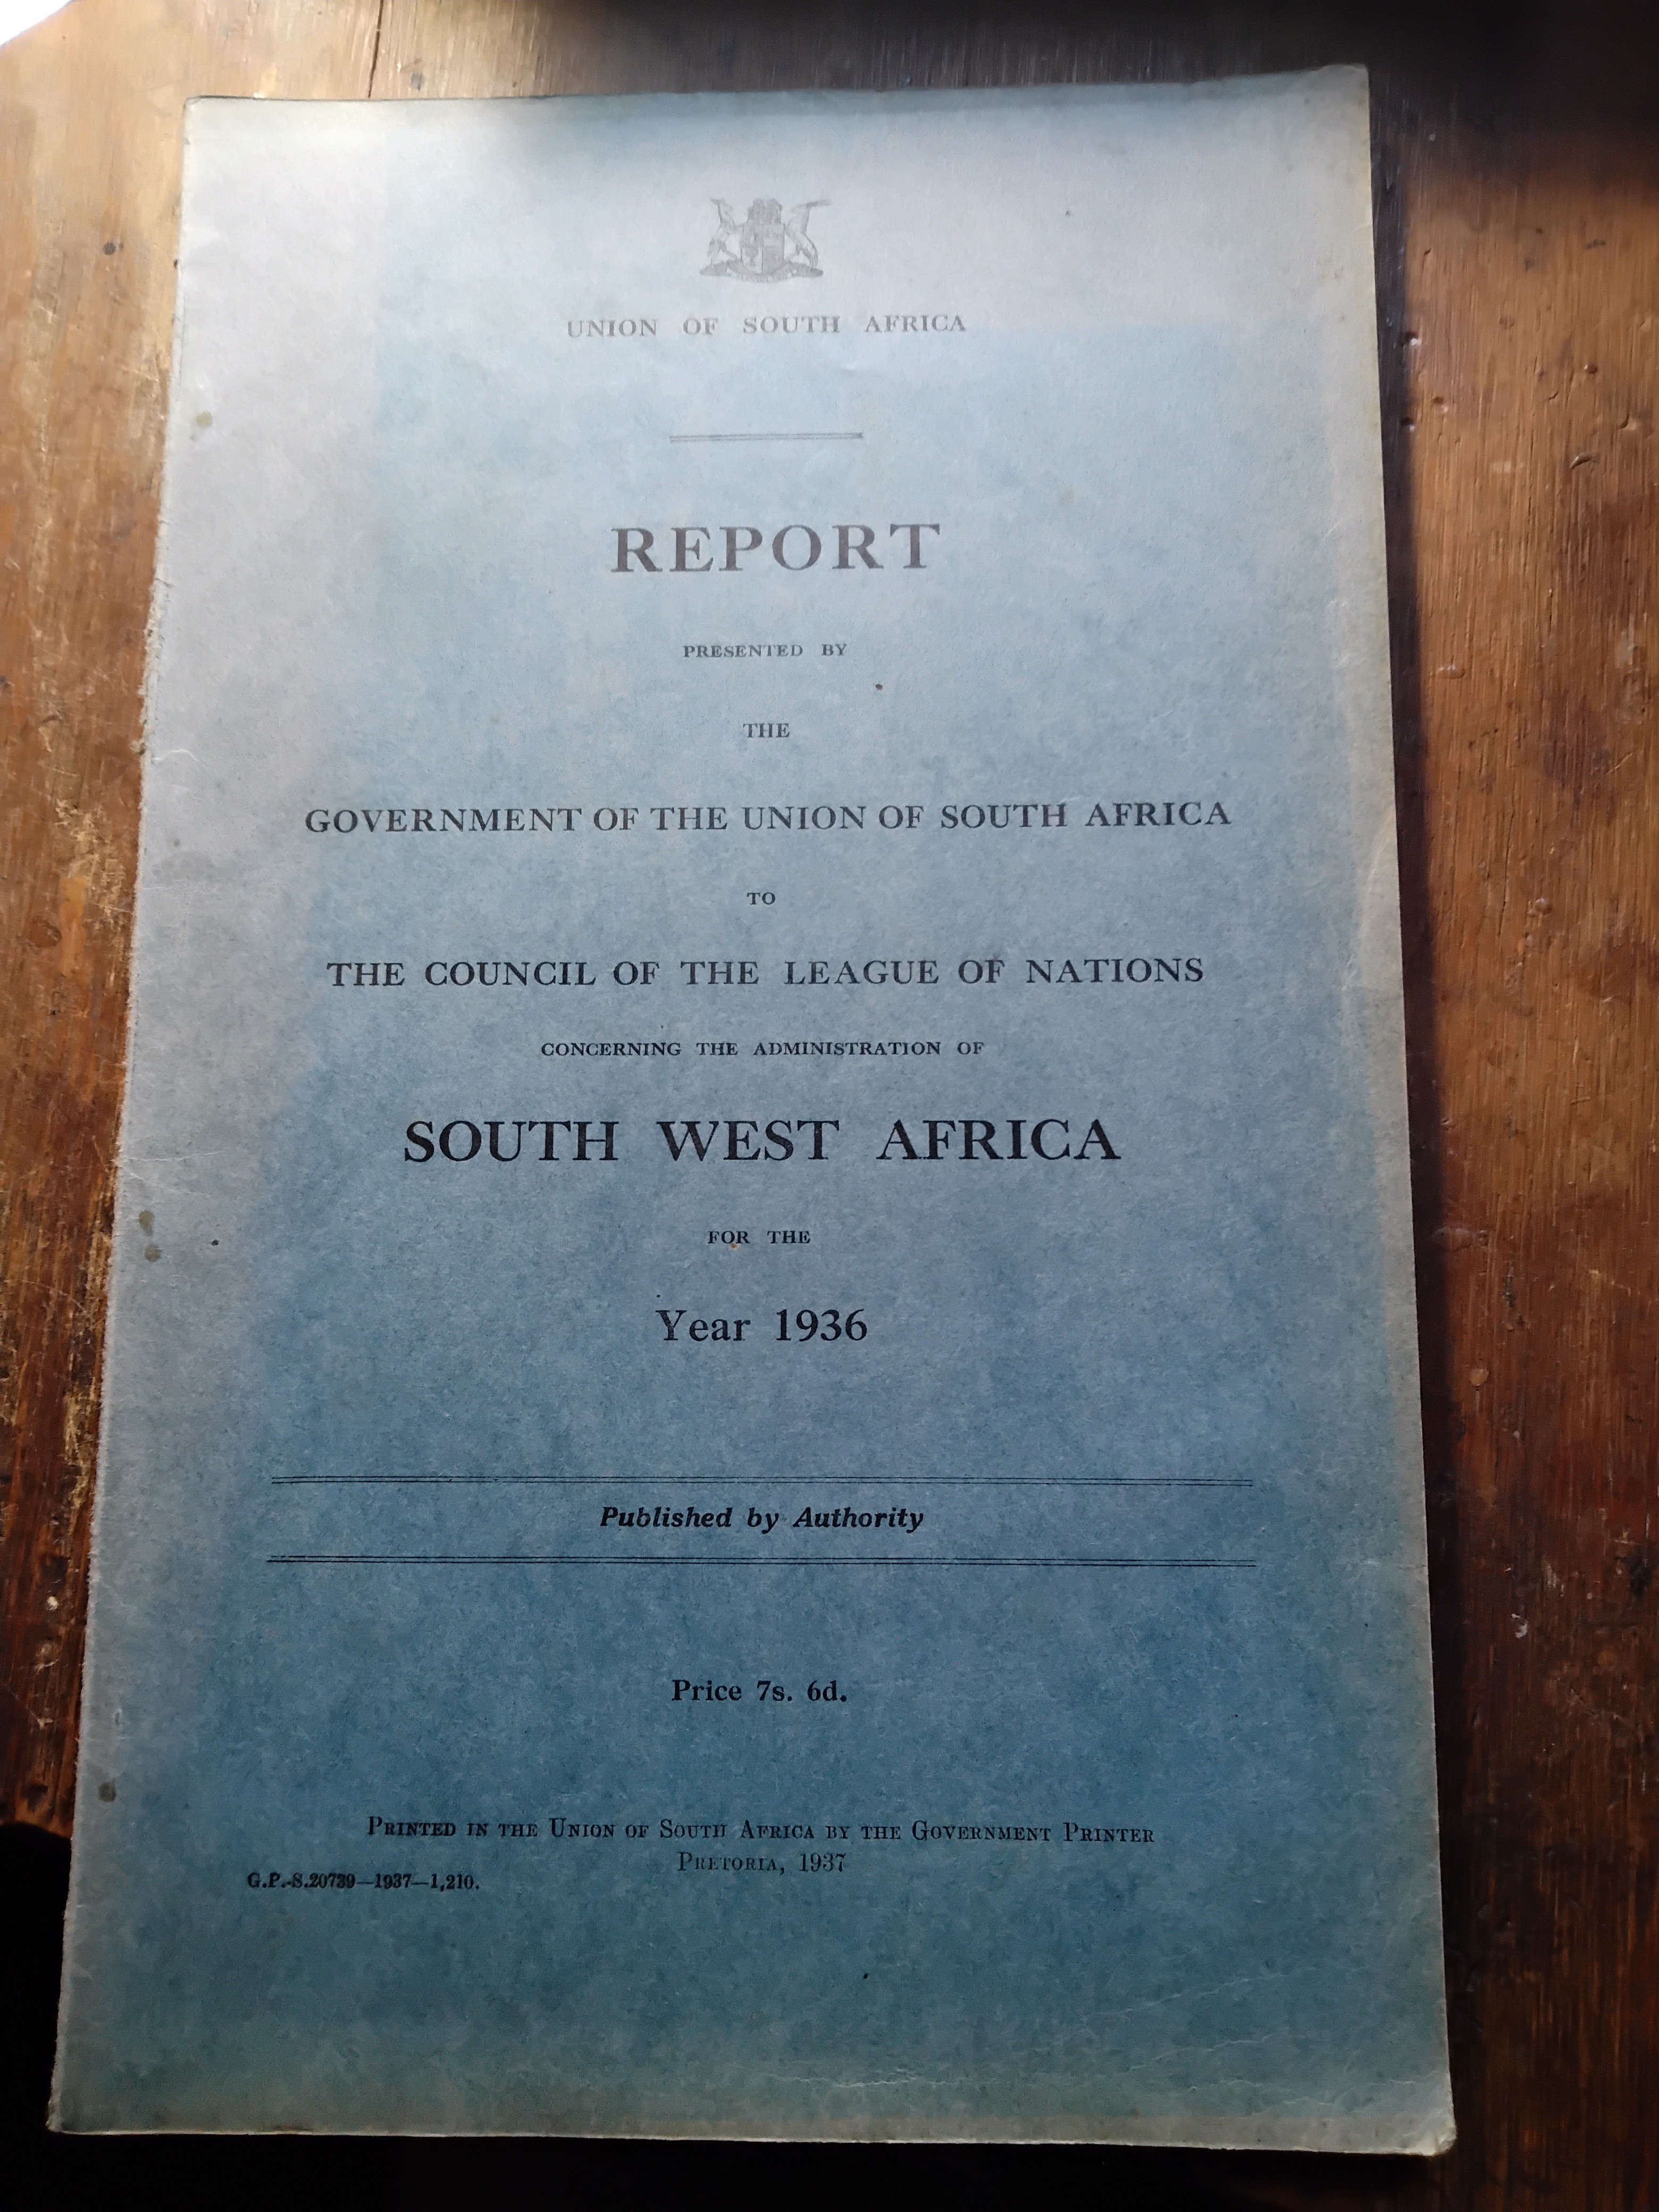 UNION OF SOUTH AFRICA
REPORT
PRESENTED BY
THE
GOVERNMENT OF THE UNION OF SOUTH AFRICA
TO
THE COUNCIL OF THE LEAGUE OF NATIONS
CONCERNING THE ADMINISTRATION OF
SOUTH WEST AFRICA
FOR THE
Year 1936
Published by Authority
Price 7s. 6d.
PRINTED IN THE UNION OF SOUTH AFRICA BY THE GOVERNMENT PRINTER
PRETORIA, 1937
G.P.-S.20739—1937—1,210.